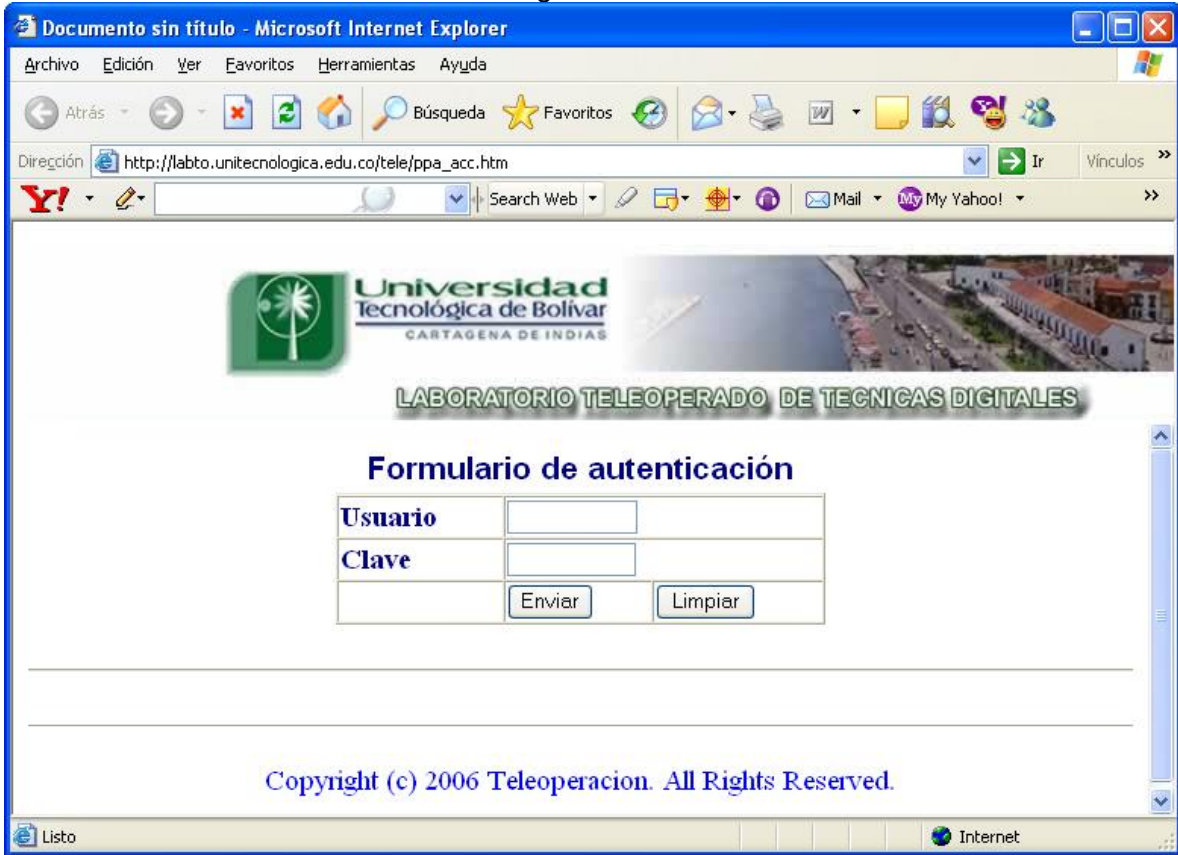 Documento sin título - Microsoft Internet Explorer
Archivo Edición Ver Favoritos Herramientas Ayuda
Atrás Búsqueda Favoritos
Dirección http://labto.unitecnologica.edu.co/tele/ppa_acc.htm Ir Vínculos »
Y! Search Web Mail My My Yahoo! »
Universidad
Tecnológica de Bolívar
CARTAGENA DE INDIAS
LABORATORIO TELEOPERADO DE TECNICAS DIGITALES
Formulario de autenticación
Usuario
Clave
Enviar Limpiar
Copyright (c) 2006 Teleoperacion. All Rights Reserved.
Listo Internet